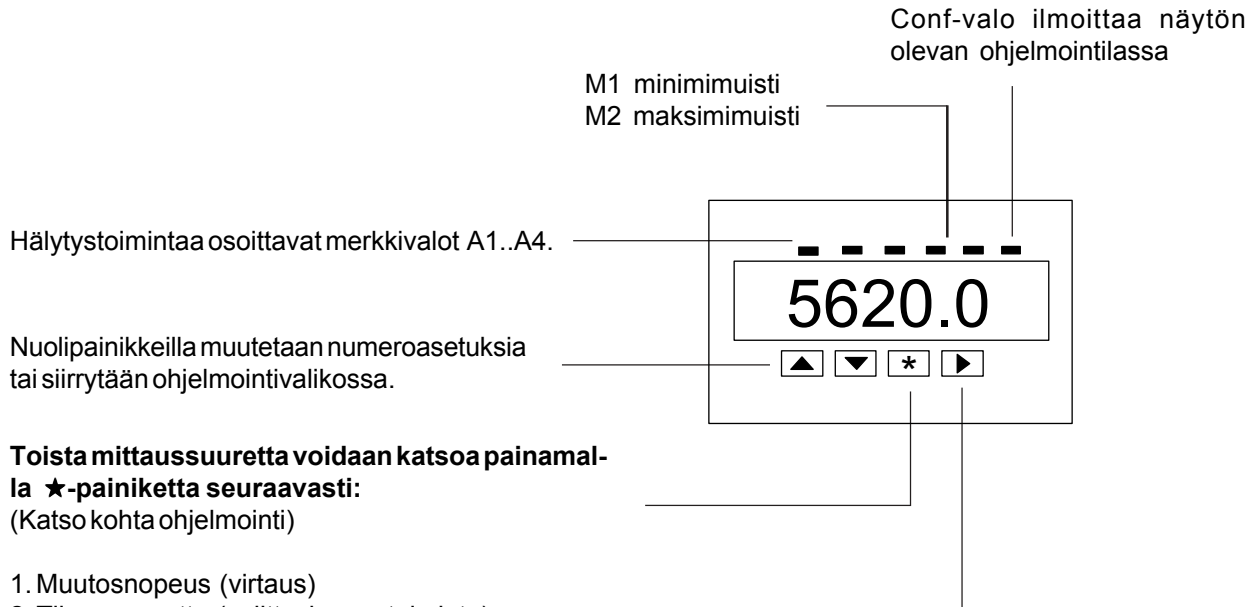 Conf-valo ilmoittaa näytön
olevan ohjelmointilassa
M1 minimimuisti
M2 maksimimuisti
Hälytystoimintaa osoittavat merkkivalot A1..A4.
5620.0
Nuolipainikkeilla muutetaan numeroasetuksia
tai siirrytään ohjelmointivalikossa.
*
Toista mittaussuuretta voidaan katsoa painamal-
la ★-painiketta seuraavasti:
(Katso kohta ohjelmointi)
1. Muutosnopeus (virtaus)